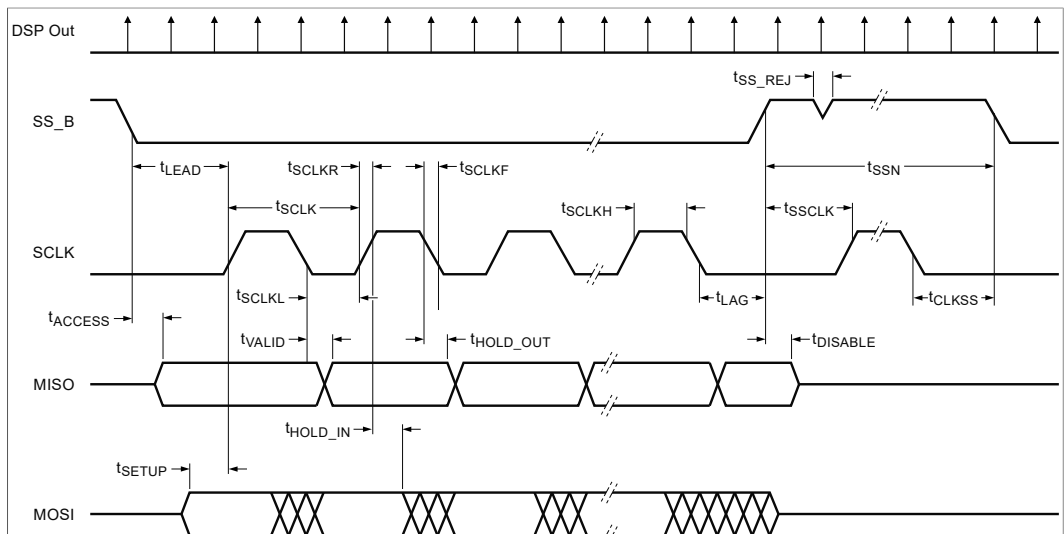 DSP Out
tSS_REJ
SS_B
tLEAD
tSCLKR
tSCLKF
tSSN
tSCLK
tSCLKH
tSSCLK
SCLK
tSCLKL
tLAG
tCLKSS
tACCESS
tVALID
tHOLD_OUT
tDISABLE
MISO
tHOLD_IN
tSETUP
MOSI